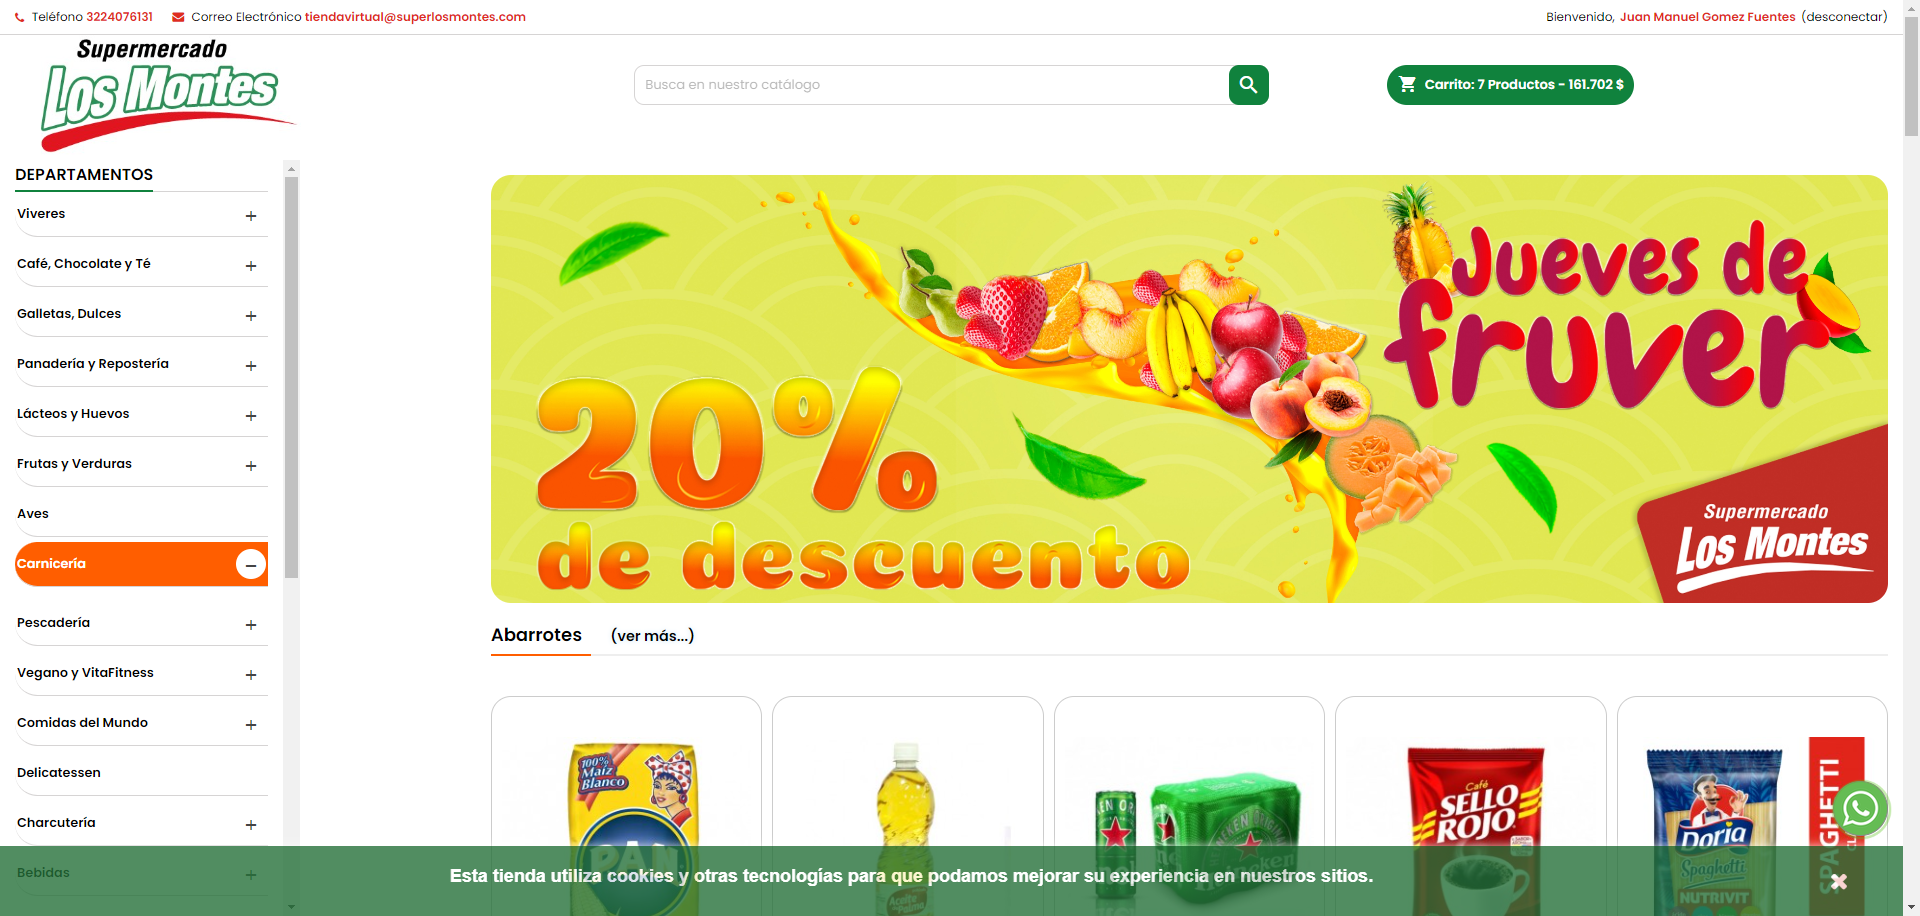 Teléfono 3224076131 Correo Electrónico tiendavirtual@superlosmontes.com
Bienvenido, Juan Manuel Gomez Fuentes (desconectar)
Supermercado
Los Montes
Busca en nuestro catálogo
Carrito: 7 Productos - 161.702 $
DEPARTAMENTOS
Viveres
Café, Chocolate y Té
Galletas, Dulces
Panadería y Repostería
Lácteos y Huevos
Frutas y Verduras
Aves
Carnicería
Pescadería
Vegano y VitaFitness
Comidas del Mundo
Delicatessen
Charcutería
Bebidas
Jueves de
fruver
20%
de descuento
Supermercado
Los Montes
Abarrotes (ver más...)
100%
Maíz
Blanco
PAN
Aceite
de Palma
Heineken
Café
SELLO
ROJO
Doria
Spaghetti
NUTRIVIT
SPAGHETTI
Esta tienda utiliza cookies y otras tecnologías para que podamos mejorar su experiencia en nuestros sitios.